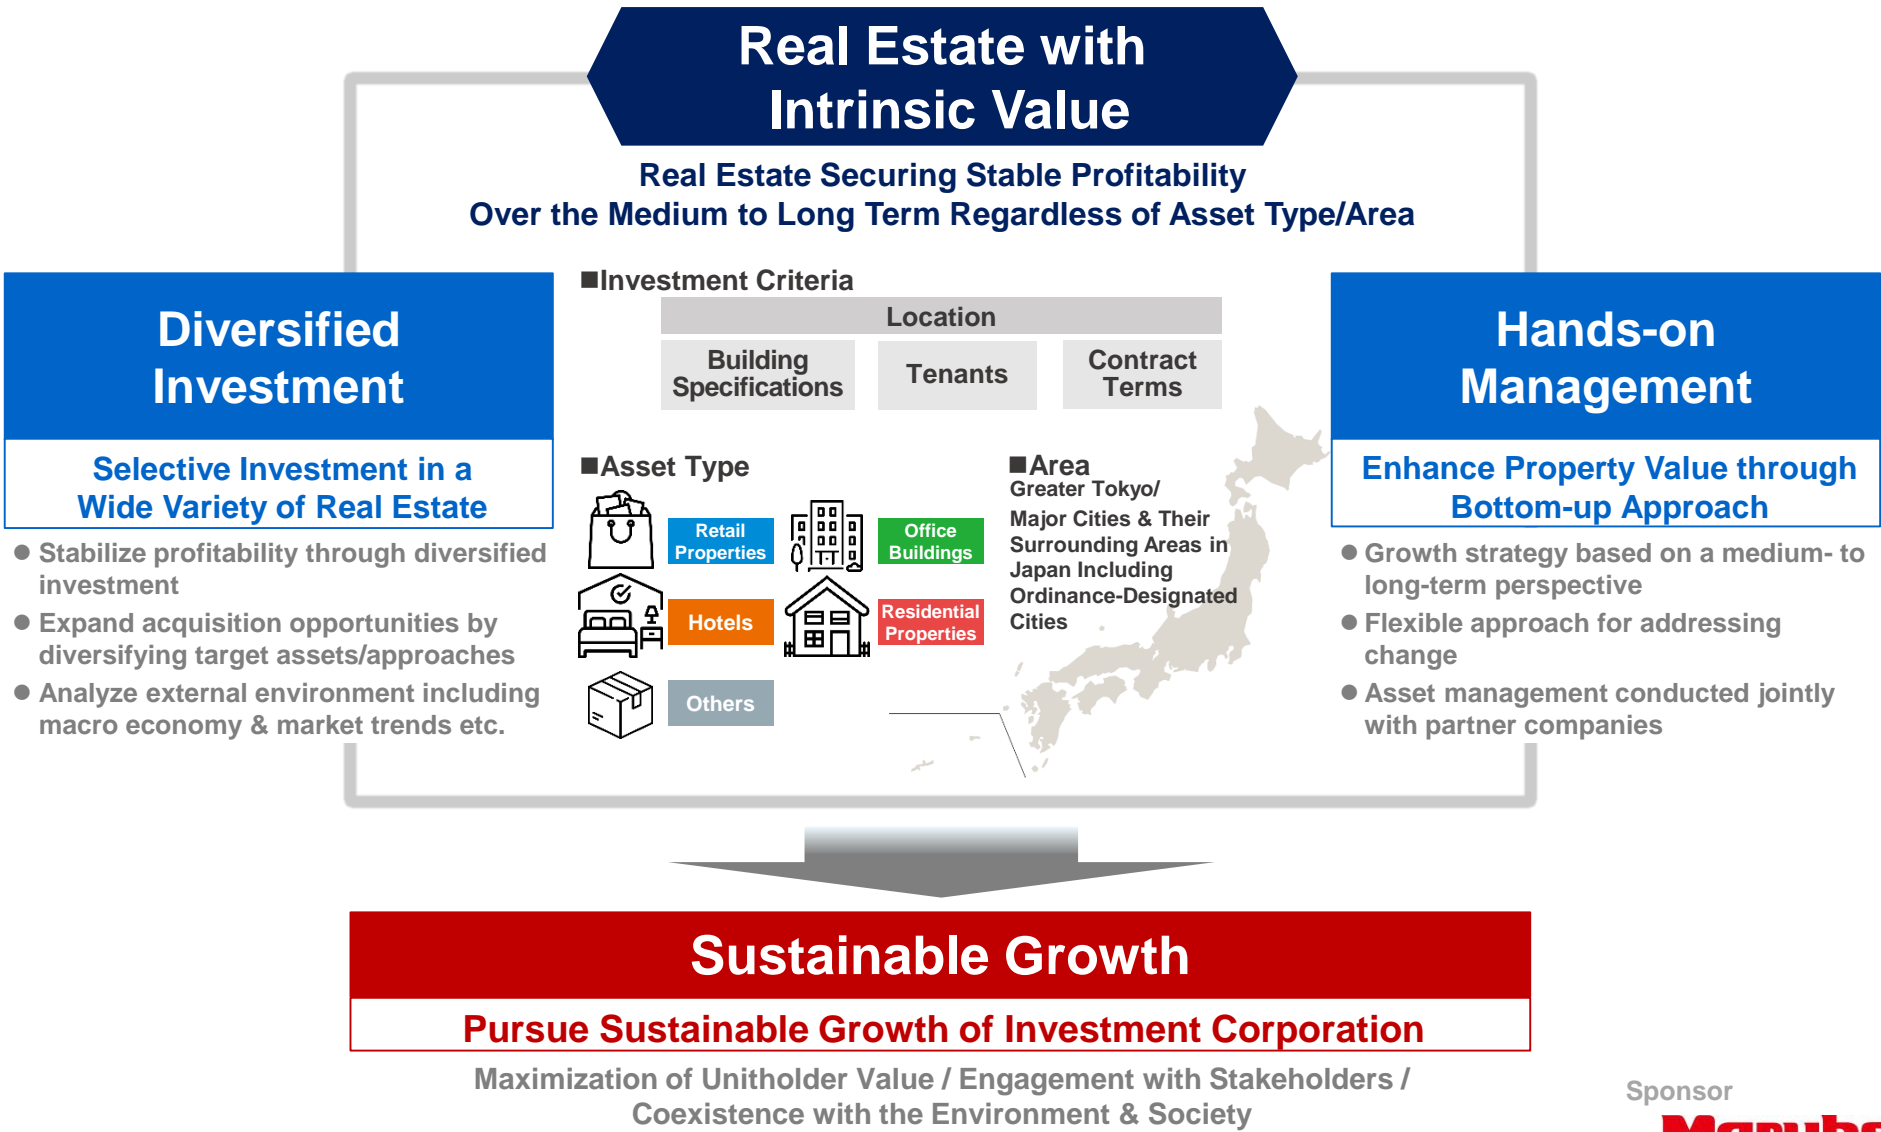 Real Estate with
Intrinsic Value
Real Estate Securing Stable Profitability
Over the Medium to Long Term Regardless of Asset Type/Area
Diversified
Investment
Selective Investment in a
Wide Variety of Real Estate
● Stabilize profitability through diversified
investment
● Expand acquisition opportunities by
diversifying target assets/approaches
● Analyze external environment including
macro economy & market trends etc.
■Investment Criteria
Location
Building
Specifications
Tenants
Contract
Terms
■Asset Type
Retail
Properties
Office
Buildings
Hotels
Residential
Properties
Others
■Area
Greater Tokyo/
Major Cities & Their
Surrounding Areas in
Japan Including
Ordinance-Designated
Cities
Hands-on
Management
Enhance Property Value through
Bottom-up Approach
● Growth strategy based on a medium- to
long-term perspective
● Flexible approach for addressing
change
● Asset management conducted jointly
with partner companies
Sustainable Growth
Pursue Sustainable Growth of Investment Corporation
Maximization of Unitholder Value / Engagement with Stakeholders /
Coexistence with the Environment & Society
Sponsor